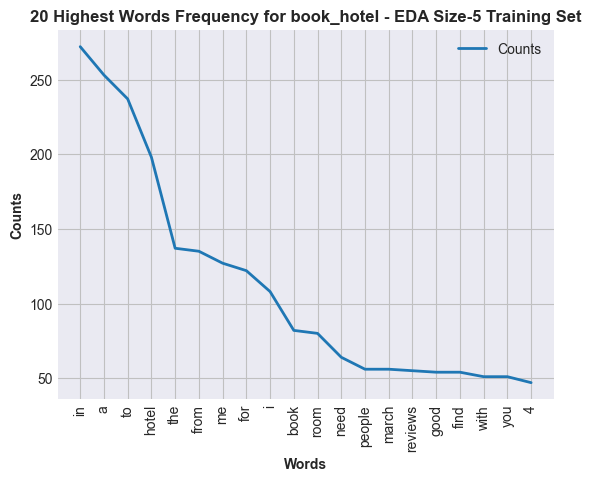 20 Highest Words Frequency for book_hotel - EDA Size-5 Training Set
Counts
250
200
150
100
50
Counts
in
a
to
hotel
the
from
me
for
i
book
room
need
people
march
reviews
good
find
with
you
4
Words